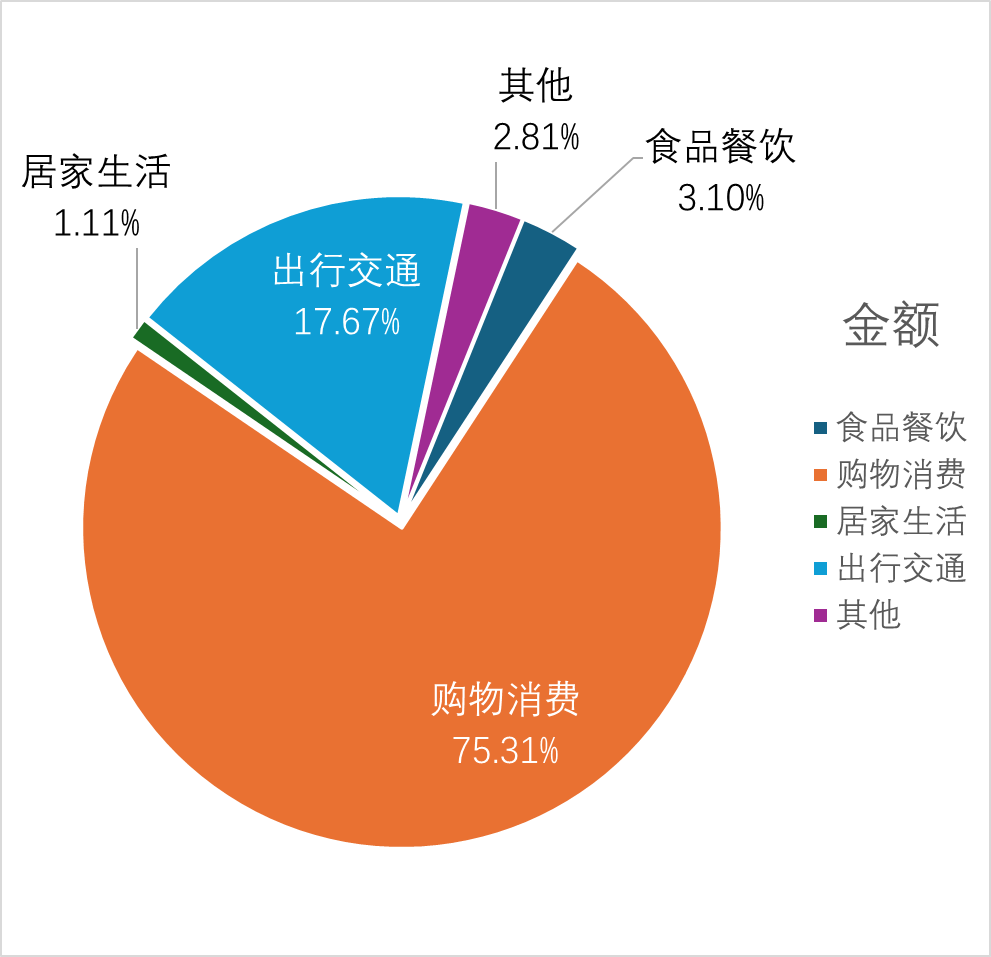 其他
2.81%
食品餐饮
3.10%
居家生活
1.11%
出行交通
17.67%
购物消费
75.31%
金额
食品餐饮
购物消费
居家生活
出行交通
其他